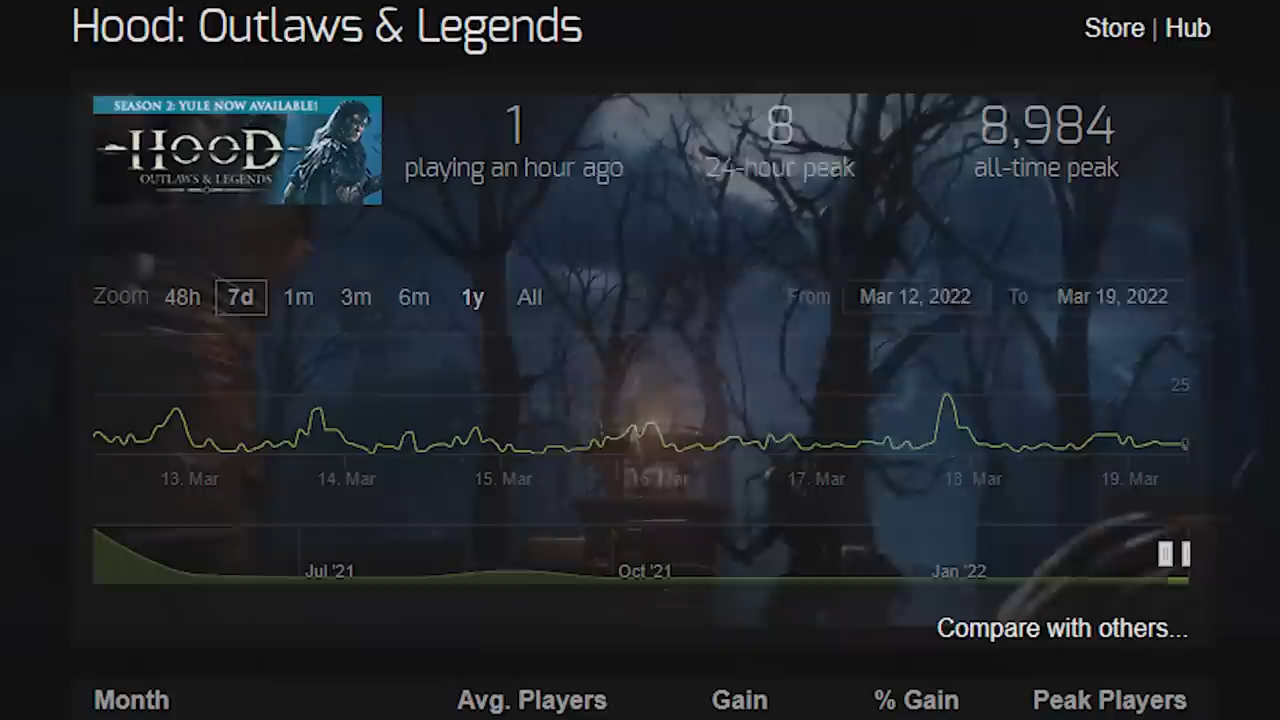 Hood: Outlaws & Legends
Store | Hub
SEASON 2: YULE NOW AVAILABLE!
HOOD
OUTLAWS & LEGENDS
1
playing an hour ago
8
24-hour peak
8,984
all-time peak
Zoom 48h 7d 1m 3m 6m 1y All
From Mar 12, 2022 To Mar 19, 2022
25
0
13. Mar 14. Mar 15. Mar 16. Mar 17. Mar 18. Mar 19. Mar
Jul '21 Oct '21 Jan '22
Compare with others...
Month Avg. Players Gain % Gain Peak Players